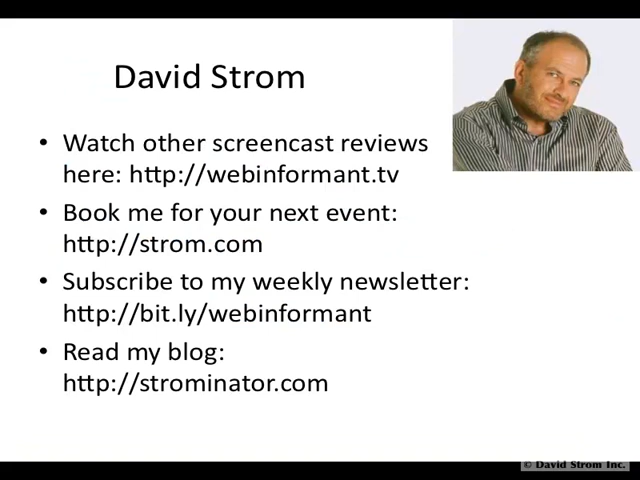 David Strom
• Watch other screencast reviews
here: http://webinformant.tv
• Book me for your next event:
http://strom.com
• Subscribe to my weekly newsletter:
http://bit.ly/webinformant
• Read my blog:
http://strominator.com
© David Strom Inc.